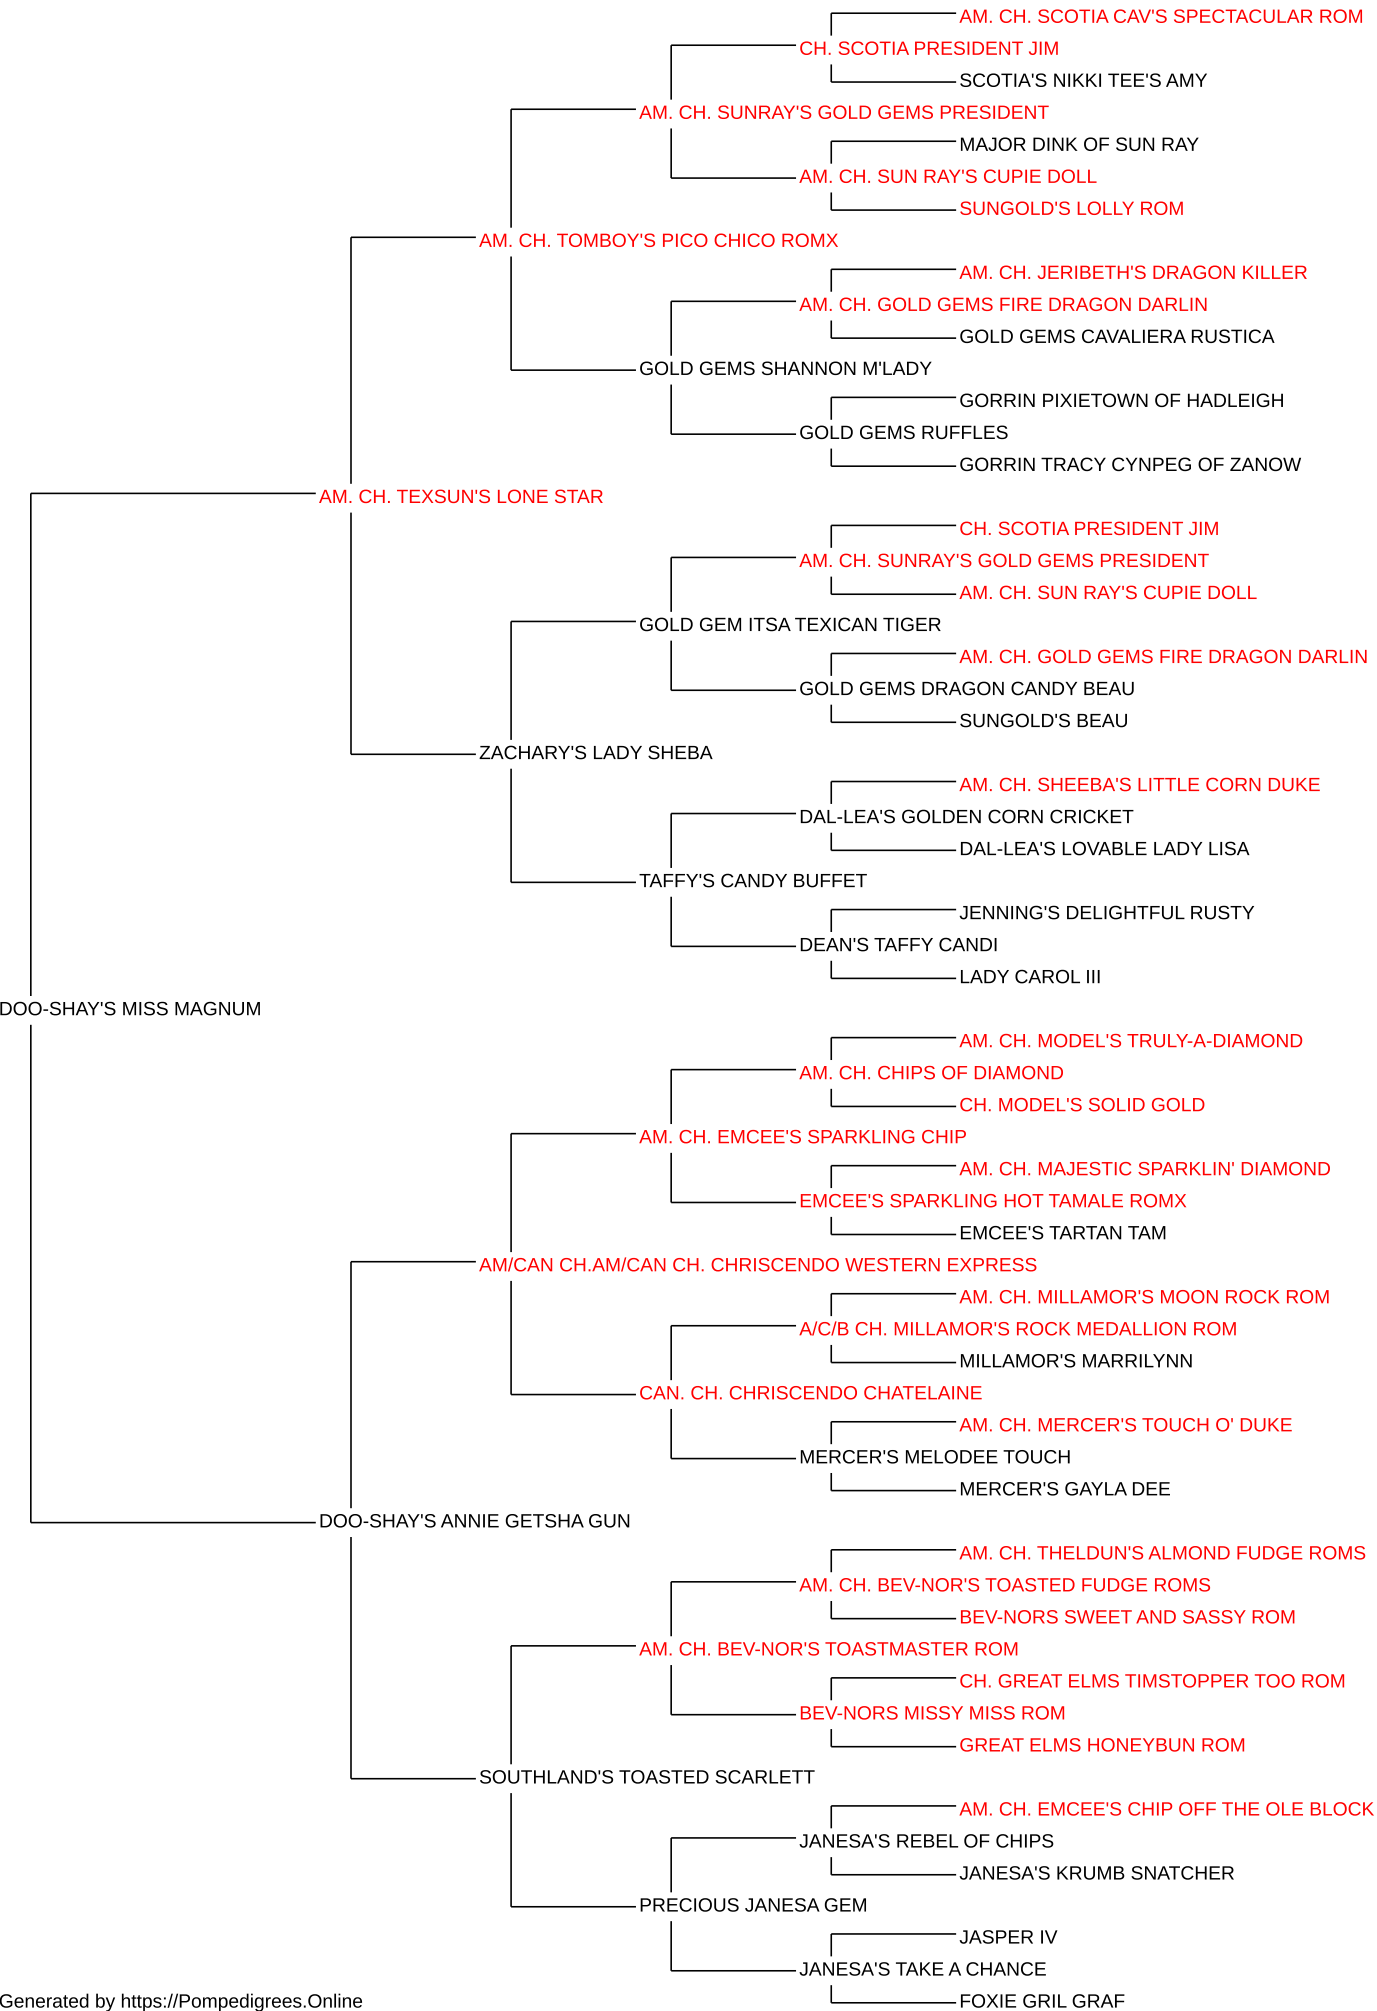 AM. CH. SCOTIA CAV'S SPECTACULAR ROM
CH. SCOTIA PRESIDENT JIM
SCOTIA'S NIKKI TEE'S AMY
AM. CH. SUNRAY'S GOLD GEMS PRESIDENT
MAJOR DINK OF SUN RAY
AM. CH. SUN RAY'S CUPIE DOLL
SUNGOLD'S LOLLY ROM
AM. CH. TOMBOY'S PICO CHICO ROMX
AM. CH. JERIBETH'S DRAGON KILLER
AM. CH. GOLD GEMS FIRE DRAGON DARLIN
GOLD GEMS CAVALIERA RUSTICA
GOLD GEMS SHANNON M'LADY
GORRIN PIXIETOWN OF HADLEIGH
GOLD GEMS RUFFLES
GORRIN TRACY CYNPEG OF ZANOW
AM. CH. TEXSUN'S LONE STAR
CH. SCOTIA PRESIDENT JIM
AM. CH. SUNRAY'S GOLD GEMS PRESIDENT
AM. CH. SUN RAY'S CUPIE DOLL
GOLD GEM ITSA TEXICAN TIGER
AM. CH. GOLD GEMS FIRE DRAGON DARLIN
GOLD GEMS DRAGON CANDY BEAU
SUNGOLD'S BEAU
ZACHARY'S LADY SHEBA
AM. CH. SHEEBA'S LITTLE CORN DUKE
DAL-LEA'S GOLDEN CORN CRICKET
DAL-LEA'S LOVABLE LADY LISA
TAFFY'S CANDY BUFFET
JENNING'S DELIGHTFUL RUSTY
DEAN'S TAFFY CANDI
LADY CAROL III
DOO-SHAY'S MISS MAGNUM
AM. CH. MODEL'S TRULY-A-DIAMOND
AM. CH. CHIPS OF DIAMOND
CH. MODEL'S SOLID GOLD
AM. CH. EMCEE'S SPARKLING CHIP
AM. CH. MAJESTIC SPARKLIN' DIAMOND
EMCEE'S SPARKLING HOT TAMALE ROMX
EMCEE'S TARTAN TAM
AM/CAN CH.AM/CAN CH. CHRISCENDO WESTERN EXPRESS
AM. CH. MILLAMOR'S MOON ROCK ROM
A/C/B CH. MILLAMOR'S ROCK MEDALLION ROM
MILLAMOR'S MARRILYNN
CAN. CH. CHRISCENDO CHATELAINE
AM. CH. MERCER'S TOUCH O' DUKE
MERCER'S MELODEE TOUCH
MERCER'S GAYLA DEE
DOO-SHAY'S ANNIE GETSHA GUN
AM. CH. THELDUN'S ALMOND FUDGE ROMS
AM. CH. BEV-NOR'S TOASTED FUDGE ROMS
BEV-NORS SWEET AND SASSY ROM
AM. CH. BEV-NOR'S TOASTMASTER ROM
CH. GREAT ELMS TIMSTOPPER TOO ROM
BEV-NORS MISSY MISS ROM
GREAT ELMS HONEYBUN ROM
SOUTHLAND'S TOASTED SCARLETT
AM. CH. EMCEE'S CHIP OFF THE OLE BLOCK
JANESA'S REBEL OF CHIPS
JANESA'S KRUMB SNATCHER
PRECIOUS JANESA GEM
JASPER IV
JANESA'S TAKE A CHANCE
FOXIE GRIL GRAF
Generated by https://Pompedigrees.Online